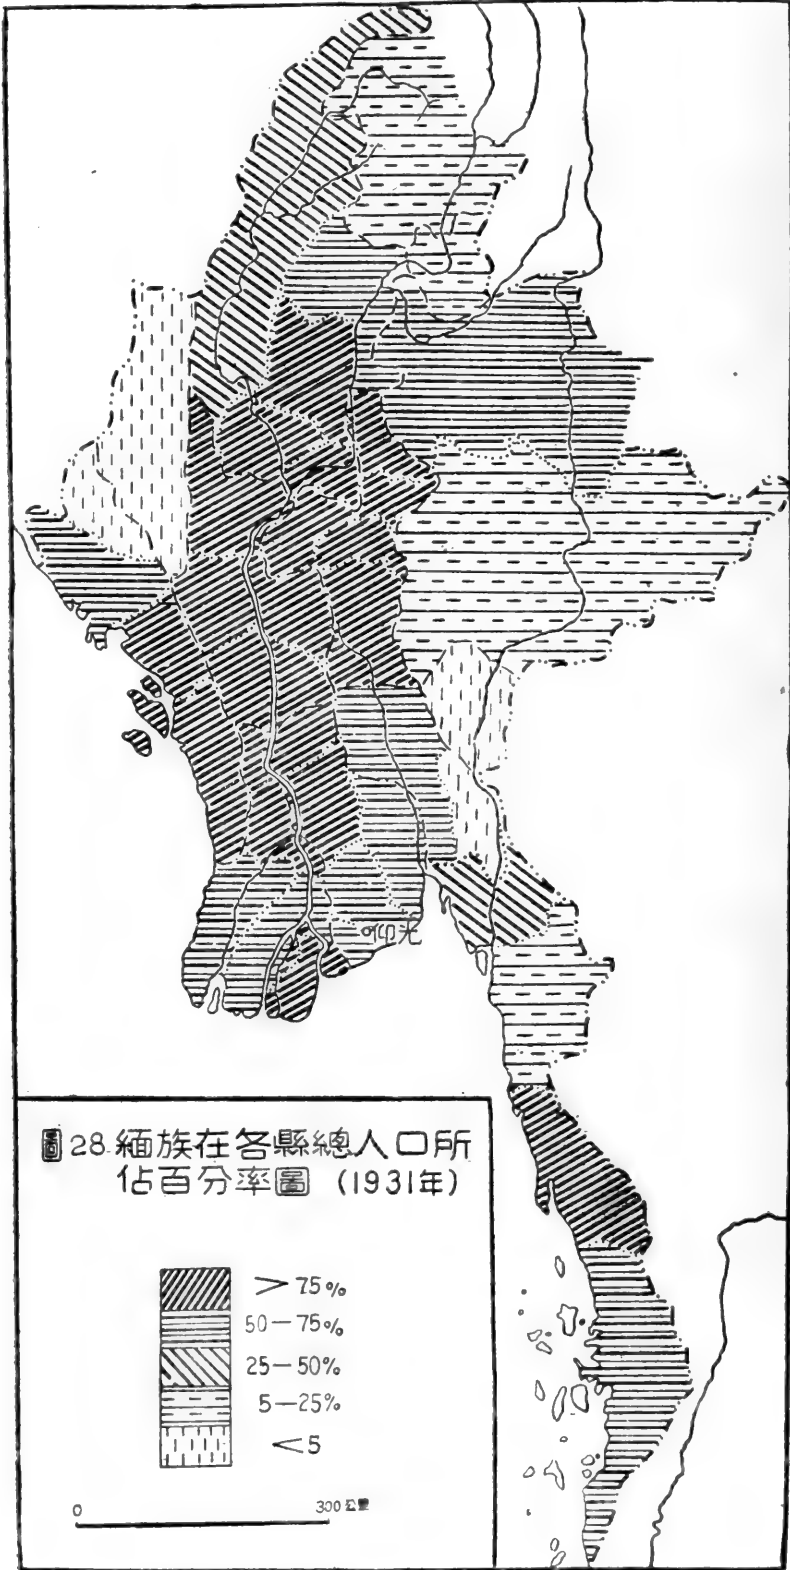 仰光
圖28 緬族在各縣總人口所
佔百分率圖 (1931年)
> 75%
50—75%
25—50%
5—25%
<5
0 300公里